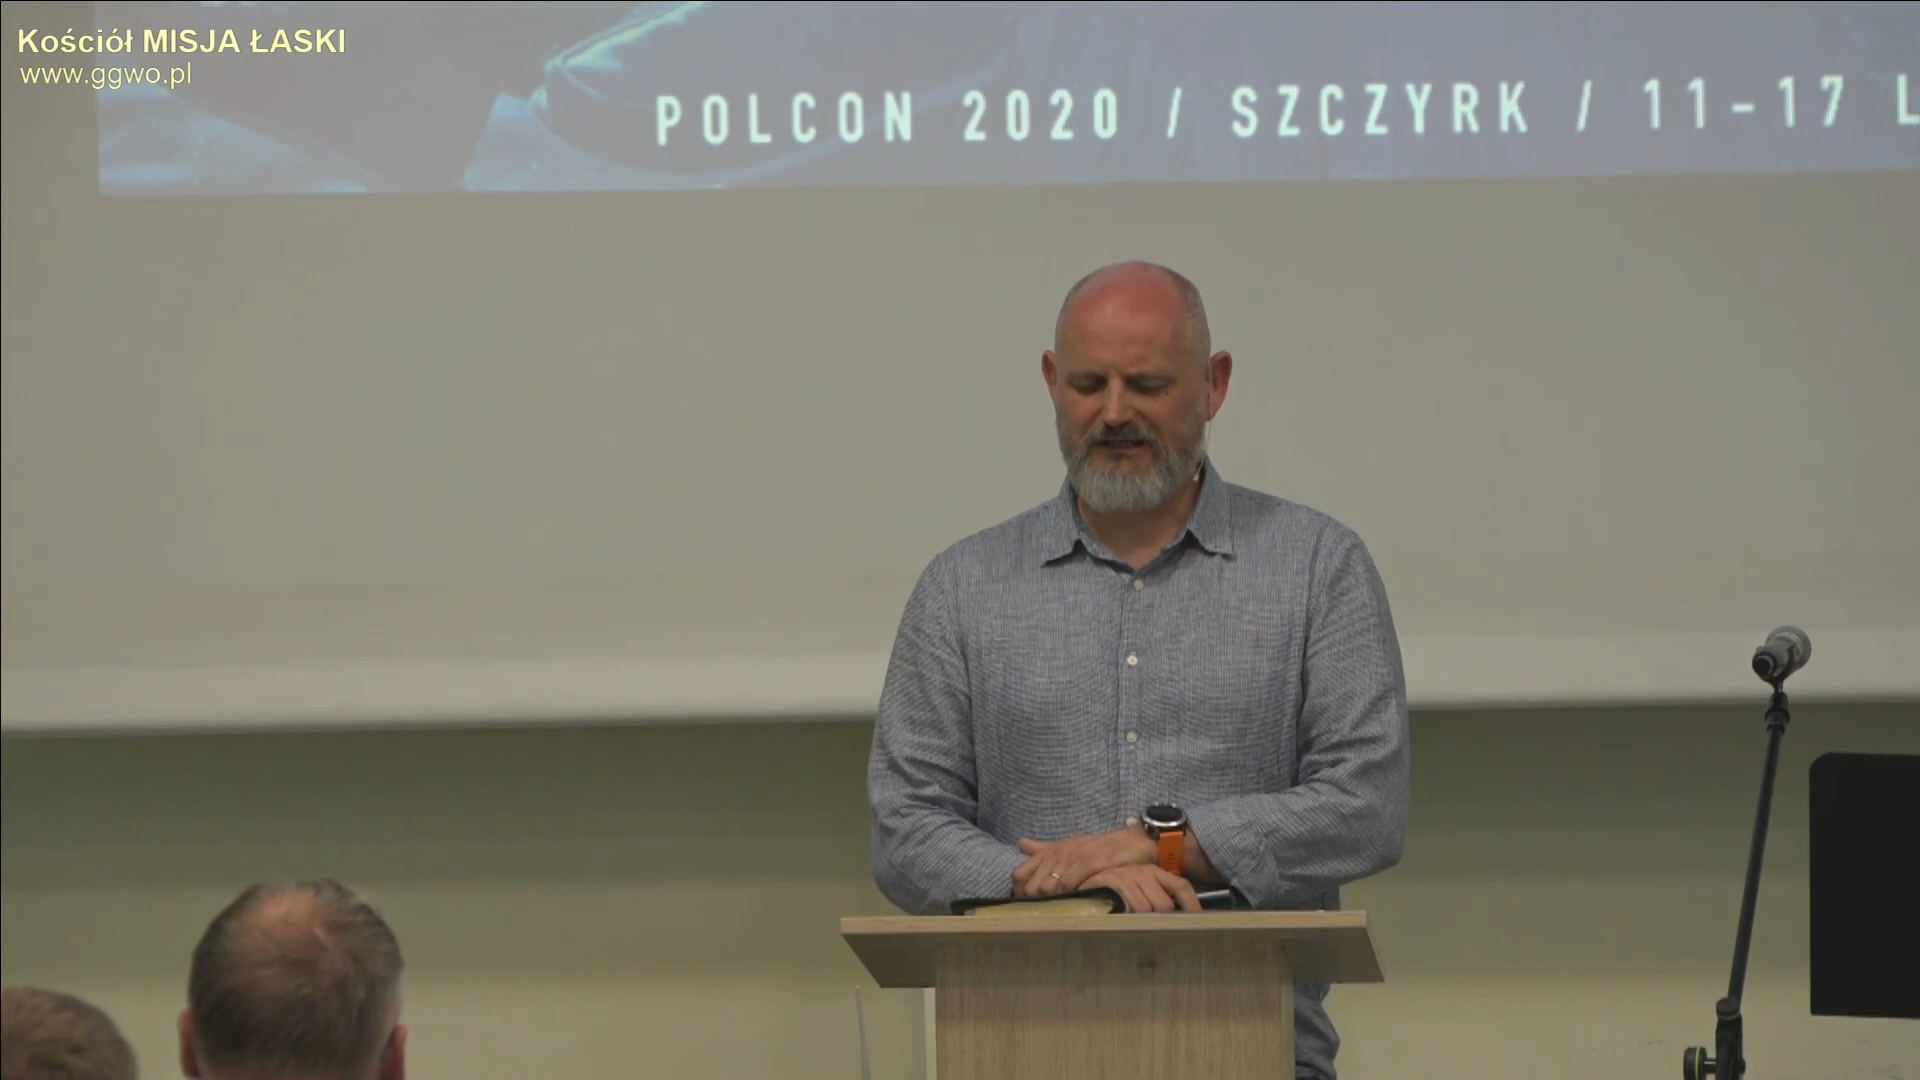 Kościół MISJA ŁASKI
www.ggwo.pl
POLCON 2020 / SZCZYRK / 11-17 L